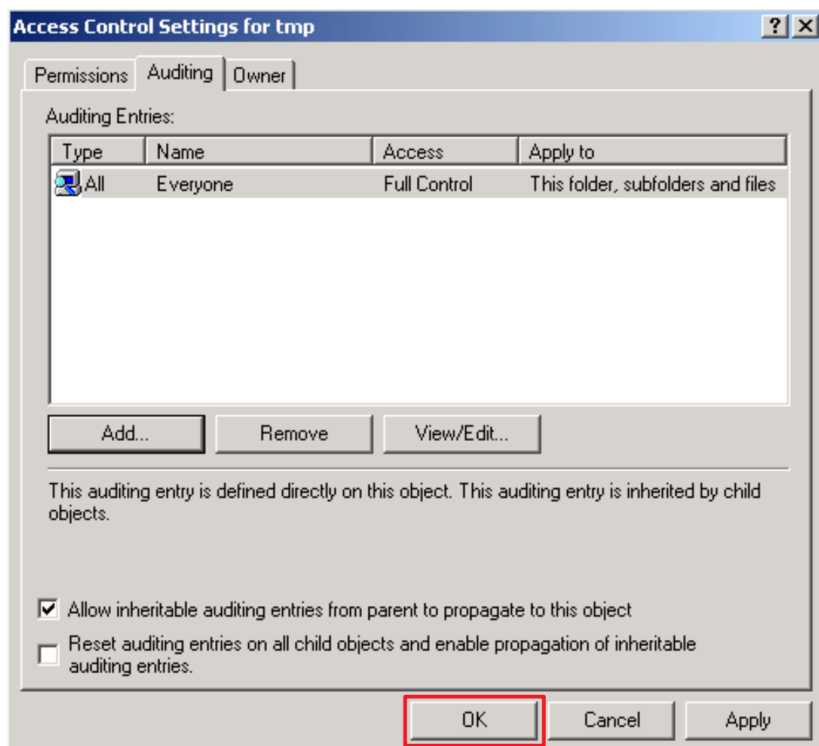 Access Control Settings for tmp
Permissions Auditing Owner
Auditing Entries:
Type Name Access Apply to
All Everyone Full Control This folder, subfolders and files
Add... Remove View/Edit...
This auditing entry is defined directly on this object. This auditing entry is inherited by child
objects.
Allow inheritable auditing entries from parent to propagate to this object
Reset auditing entries on all child objects and enable propagation of inheritable
auditing entries.
OK Cancel Apply